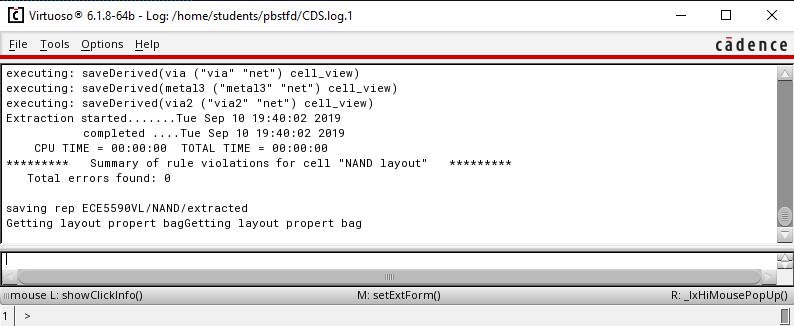 Virtuoso® 6.1.8-64b - Log: /home/students/pbstfd/CDS.log.1
File Tools Options Help
cādence
executing: saveDerived(via ("via" "net") cell_view)
executing: saveDerived(metal3 ("metal3" "net") cell_view)
executing: saveDerived(via2 ("via2" "net") cell_view)
Extraction started.......Tue Sep 10 19:40:02 2019
completed ....Tue Sep 10 19:40:02 2019
CPU TIME = 00:00:00 TOTAL TIME = 00:00:00
********* Summary of rule violations for cell "NAND layout" *********
Total errors found: 0
saving rep ECE5590VL/NAND/extracted
Getting layout propert bagGetting layout propert bag
mouse L: showClickInfo() M: setExtForm() R: _lxHiMousePopUp()
1 >